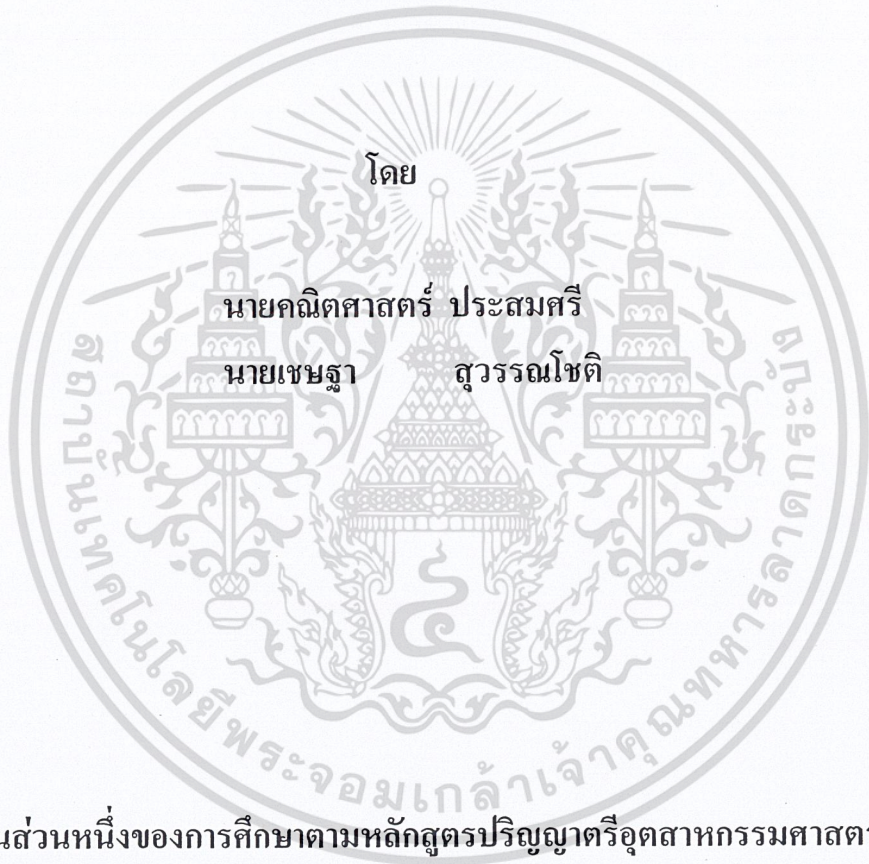 โดย
นายคณิตศาสตร์ ประสมศรี
นายเชษฐา สุวรรณโชติ
สถาบันเทคโนโลยีพระจอมเกล้าเจ้าคุณทหารลาดกระบัง
๔
นส่วนหนึ่งของการศึกษาตามหลักสูตรปริญญาตรีอุตสาหกรรมศาสตร